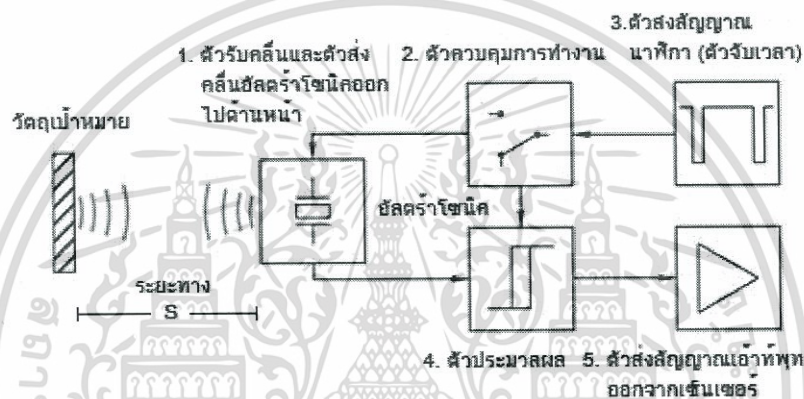 3.ตัวส่งสัญญาณ
นาฬิกา (ตัวจับเวลา)
1. ตัวรับคลื่นและตัวส่ง
คลื่นอัลตร้าโซนิคออก
ไปด้านหน้า
2. ตัวควบคุมการทำงาน
วัตถุเป้าหมาย
อัลตร้าโซนิค
ระยะทาง
S
4. ตัวประมวลผล
5. ตัวส่งสัญญาณเอ้าท์พุท
ออกจากเซ็นเซอร์